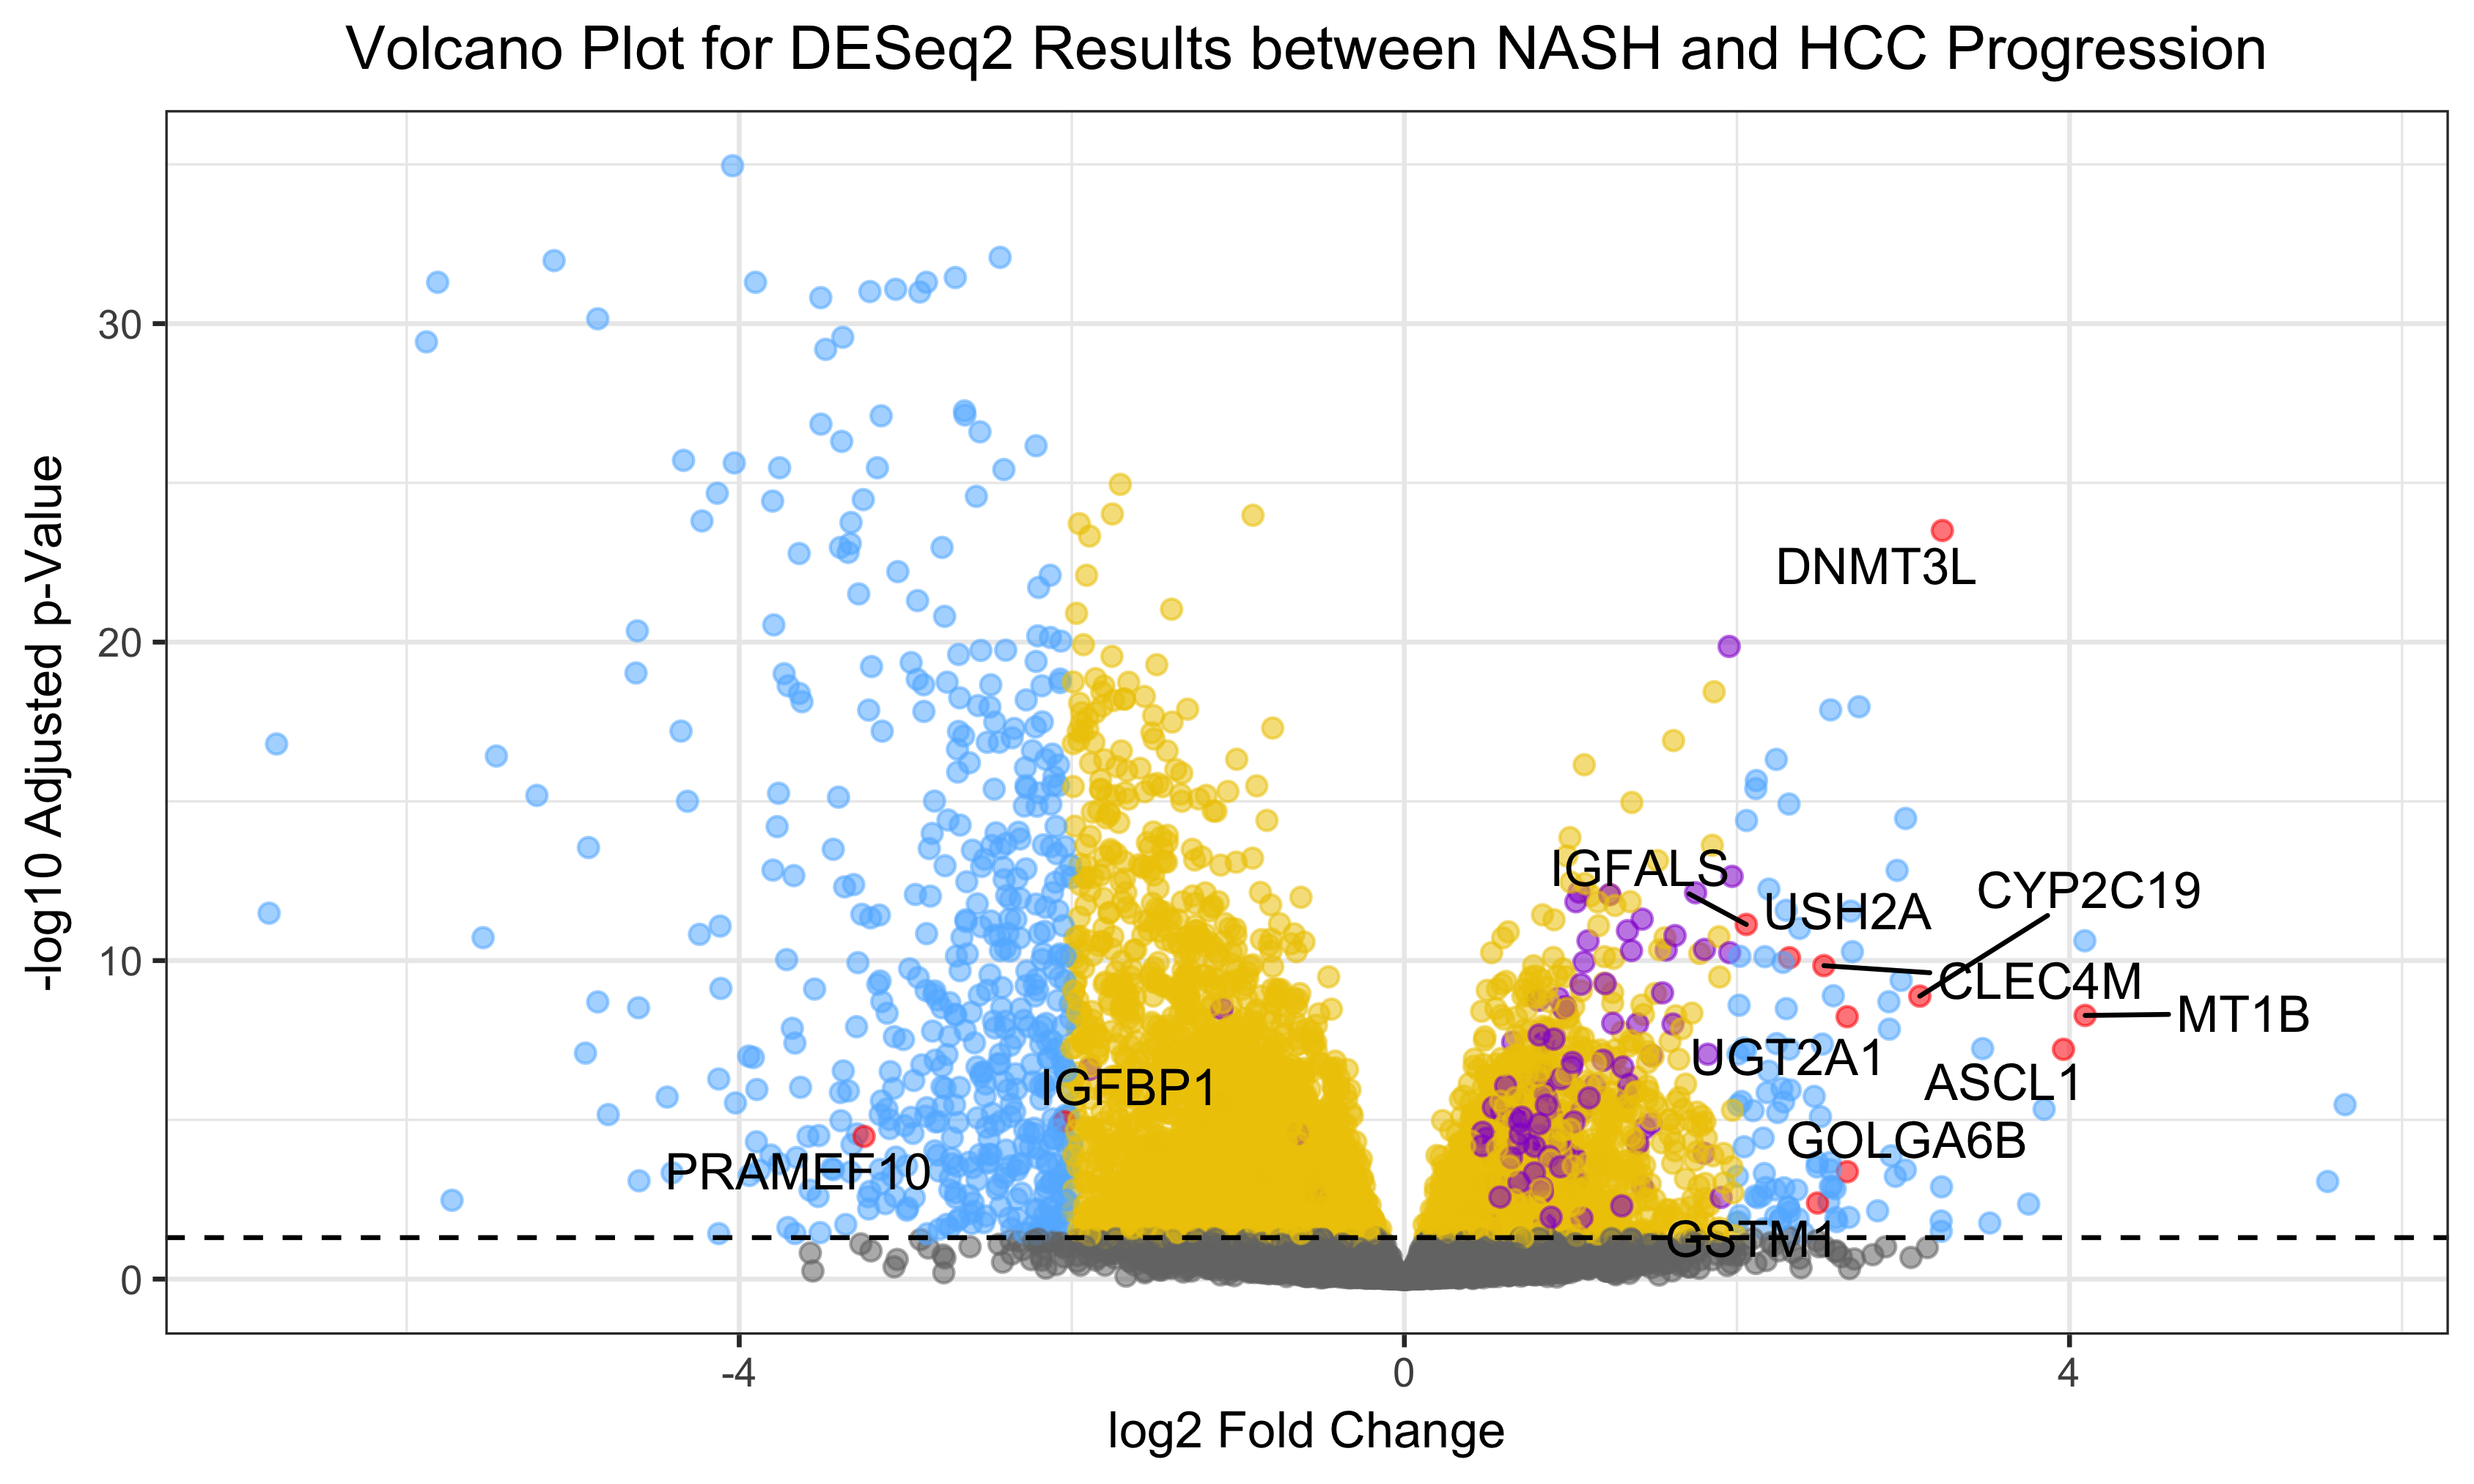 Volcano Plot for DESeq2 Results between NASH and HCC Progression
-log10 Adjusted p-Value
30
20
10
0
DNMT3L
IGFALS
USH2A
CYP2C19
CLEC4M
MT1B
UGT2A1
ASCL1
IGFBP1
GOLGA6B
PRAMEF10
GSTM1
-4
0
4
log2 Fold Change